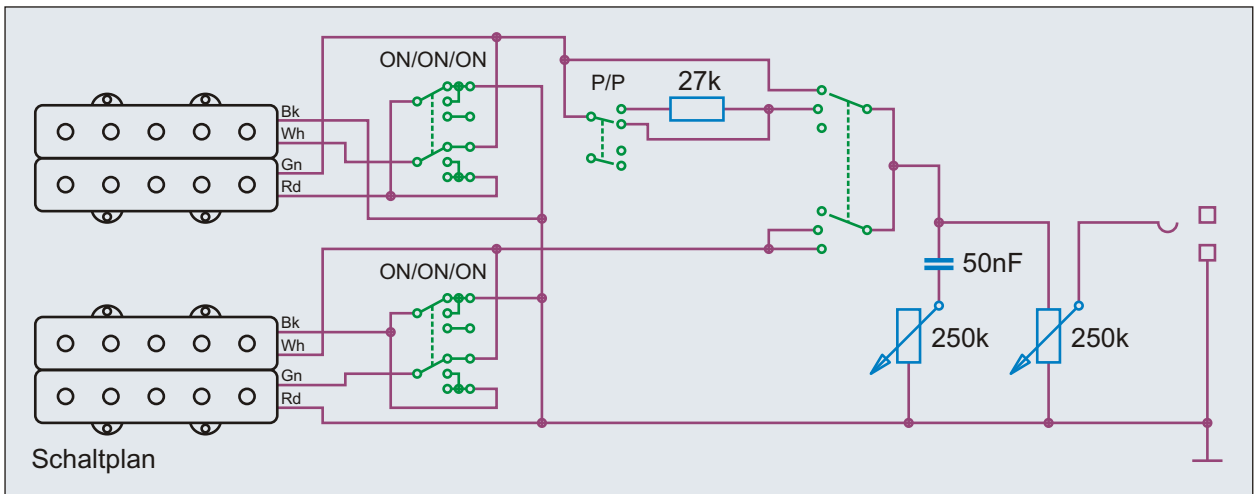 ON/ON/ON
P/P
27k
Bk
Wh
Gn
Rd
ON/ON/ON
50nF
Bk
Wh
250k
250k
Gn
Rd
Schaltplan